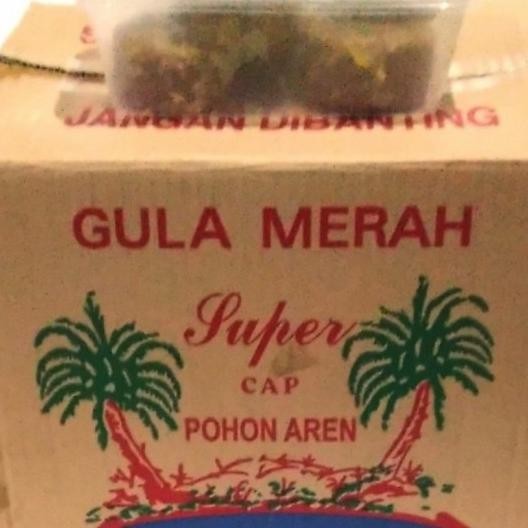 JANGAN DIBANTING
GULA MERAH
Super
CAP
POHON AREN